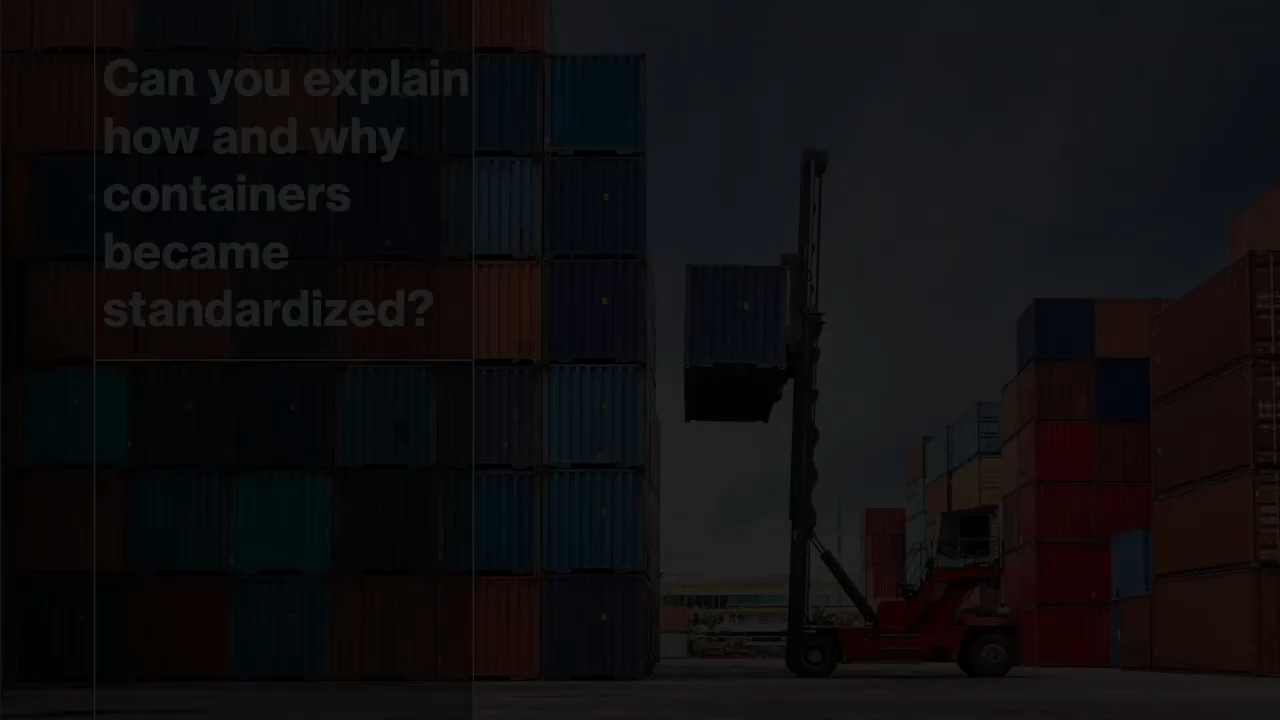 Can you explain
how and why
containers
became
standardized?